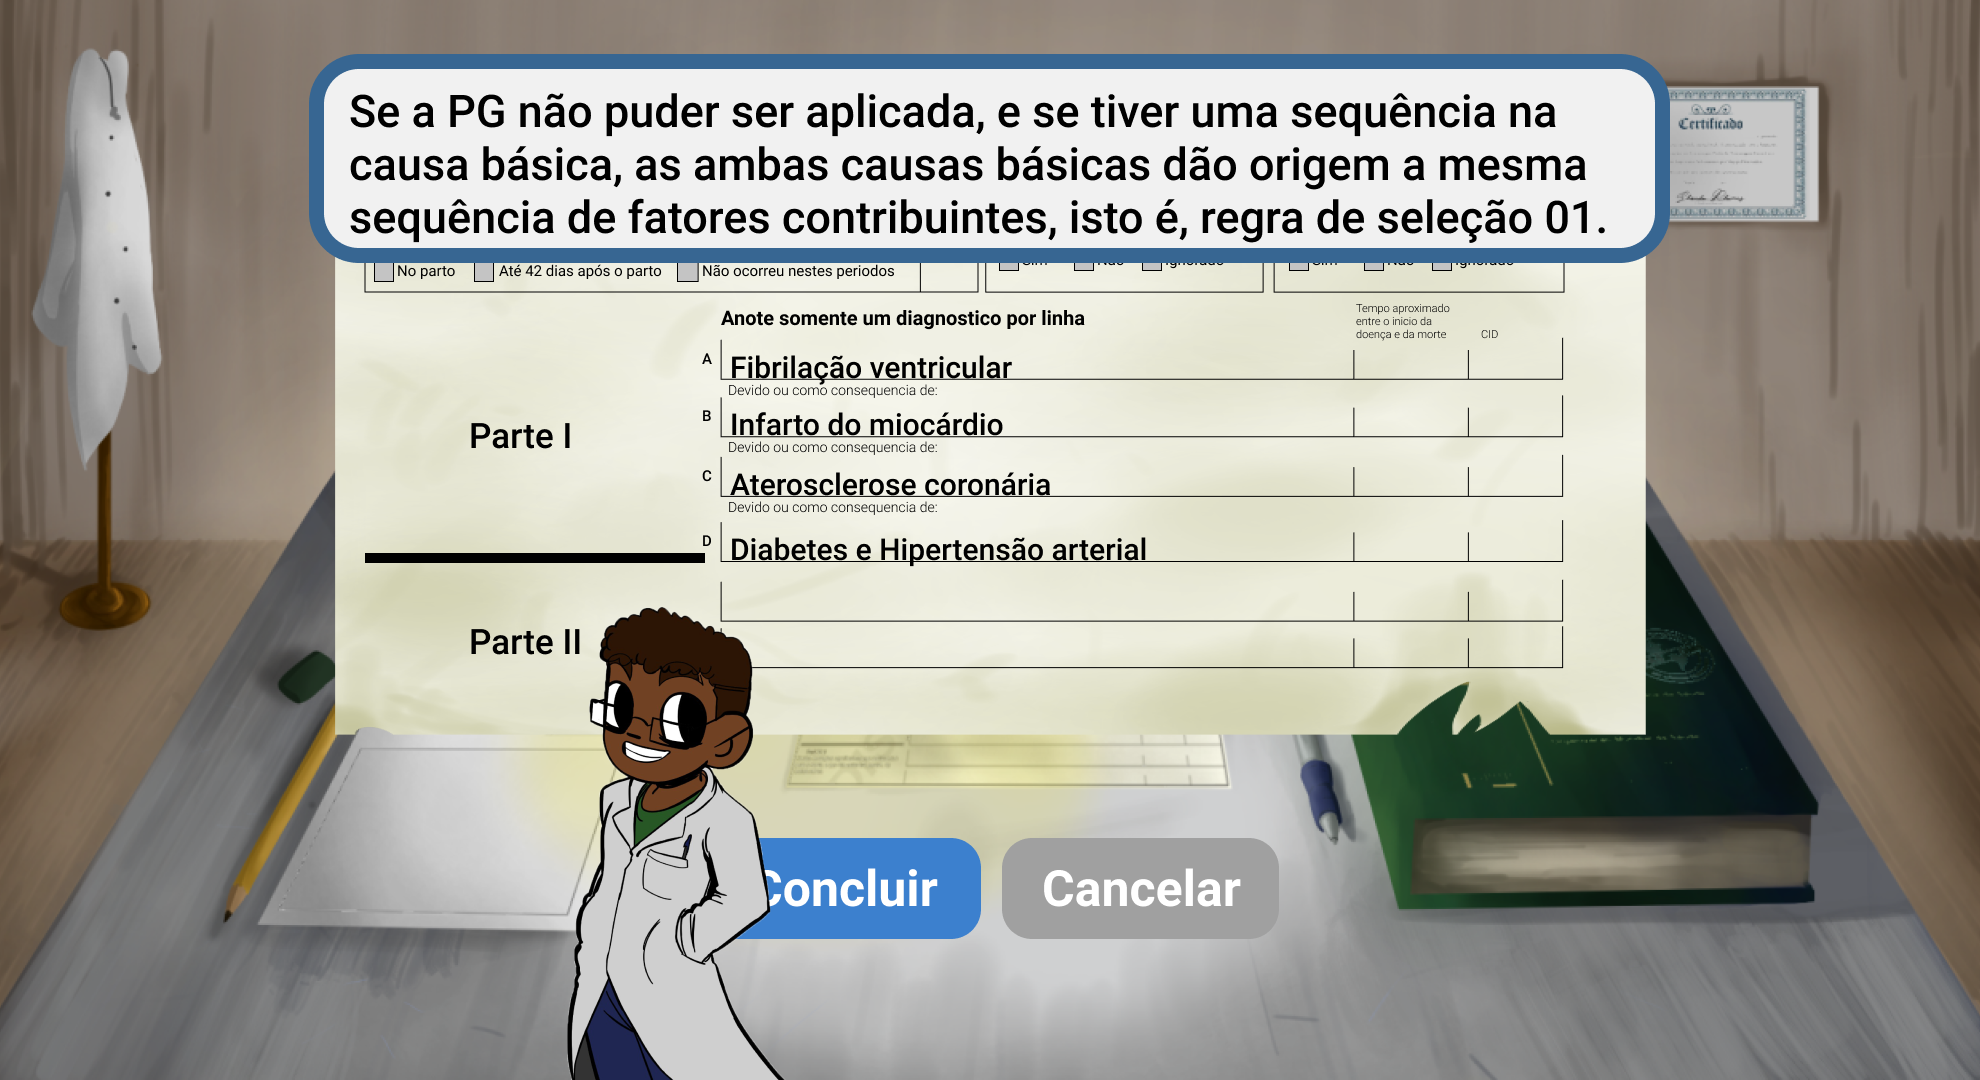 Se a PG não puder ser aplicada, e se tiver uma sequência na
causa básica, as ambas causas básicas dão origem a mesma
sequência de fatores contribuintes, isto é, regra de seleção 01.
Certificado
No parto
Até 42 dias após o parto
Não ocorreu nestes periodos
Anote somente um diagnostico por linha
Tempo aproximado
entre o inicio da
doença e da morte
CID
A
Fibrilação ventricular
Devido ou como consequencia de:
Parte I
B
Infarto do miocárdio
Devido ou como consequencia de:
C
Aterosclerose coronária
Devido ou como consequencia de:
D
Diabetes e Hipertensão arterial
Parte II
Concluir
Cancelar